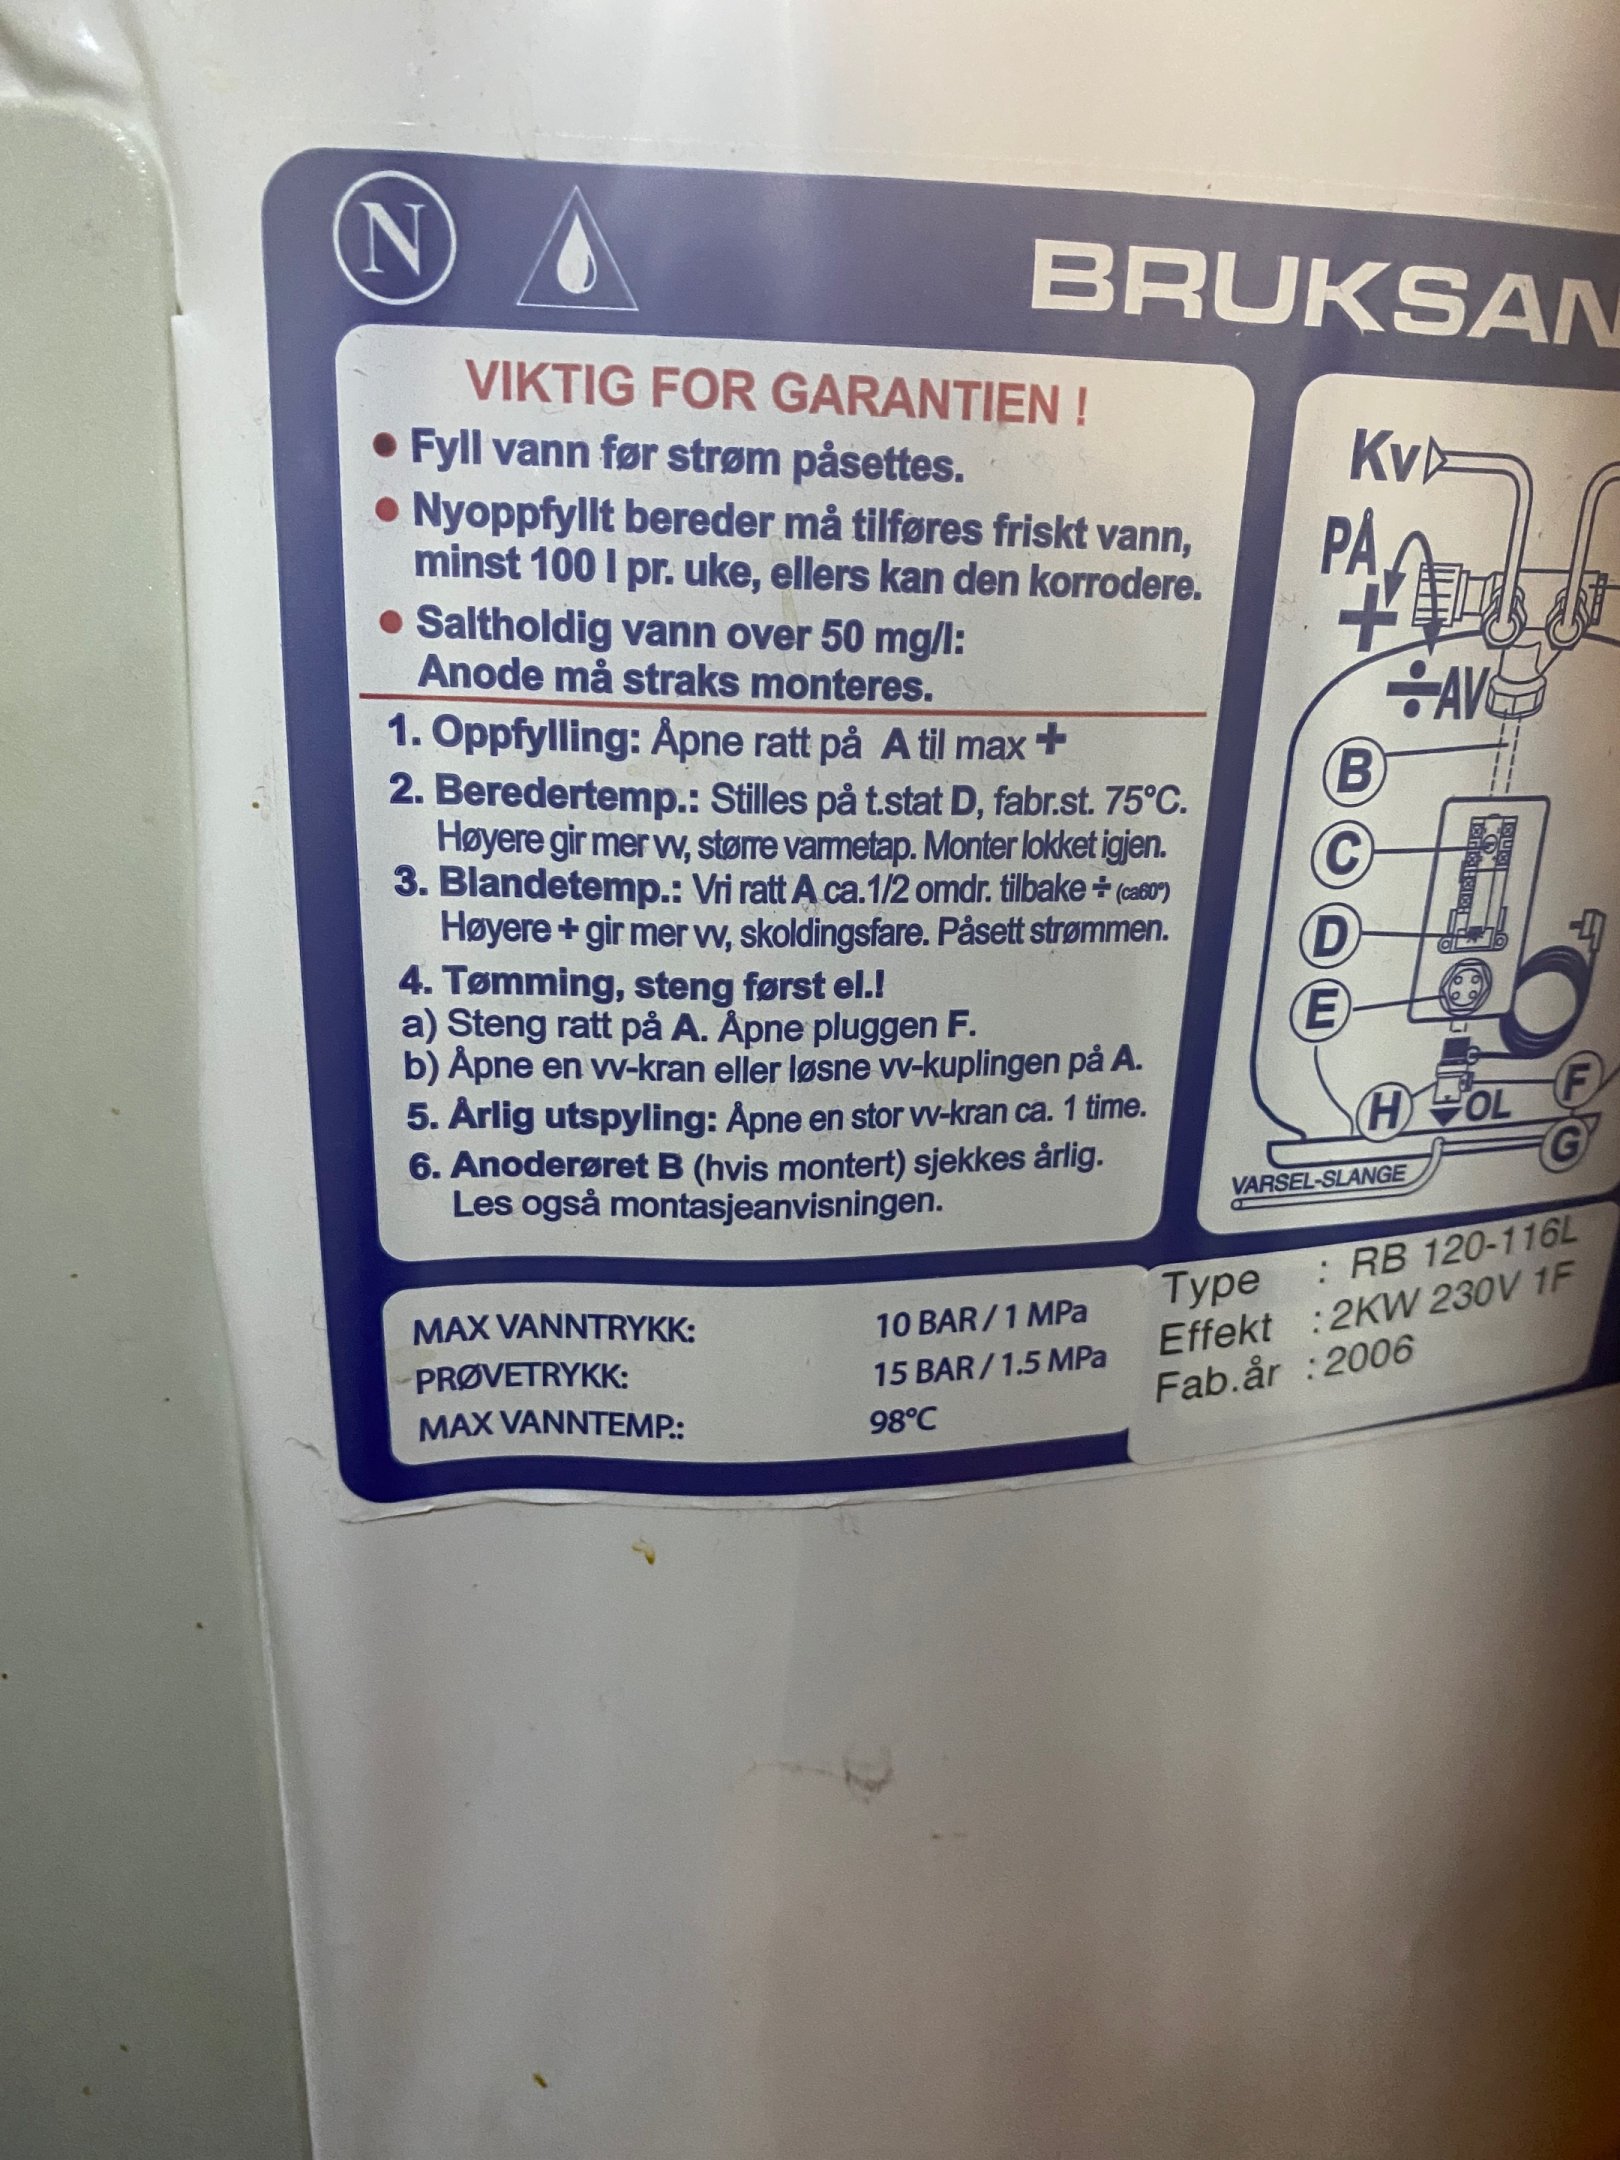 N
BRUKSAN
VIKTIG FOR GARANTIEN !
• Fyll vann før strøm påsettes.
• Nyoppfyllt bereder må tilføres friskt vann,
minst 100 l pr. uke, ellers kan den korrodere.
• Saltholdig vann over 50 mg/l:
Anode må straks monteres.
1. Oppfylling: Åpne ratt på A til max +
2. Beredertemp.: Stilles på t.stat D, fabr.st. 75°C.
Høyere gir mer vv, større varmetap. Monter lokket igjen.
3. Blandetemp.: Vri ratt A ca.1/2 omdr. tilbake ÷ (ca60°)
Høyere + gir mer vv, skoldingsfare. Påsett strømmen.
4. Tømming, steng først el.!
a) Steng ratt på A. Åpne pluggen F.
b) Åpne en vv-kran eller løsne vv-kuplingen på A.
5. Årlig utspyling: Åpne en stor vv-kran ca. 1 time.
6. Anoderøret B (hvis montert) sjekkes årlig.
Les også montasjeanvisningen.
Kv
PÅ
+
÷AV
B
C
D
E
F
H
OL
G
VARSEL-SLANGE
MAX VANNTRYKK: 10 BAR / 1 MPa
PRØVETRYKK: 15 BAR / 1.5 MPa
MAX VANNTEMP.: 98°C
Type : RB 120-116L
Effekt : 2KW 230V 1F
Fab.år : 2006